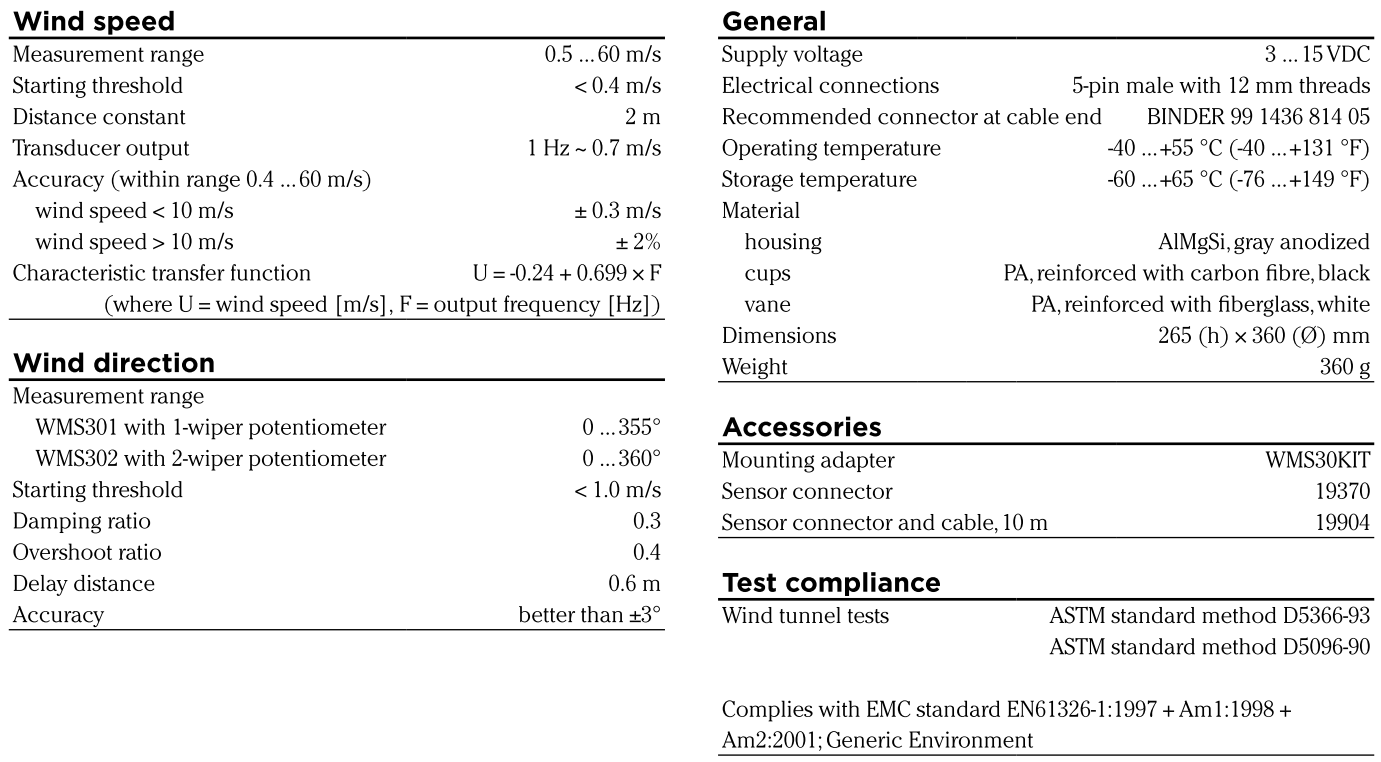 Wind speed
Measurement range 0.5 ... 60 m/s
Starting threshold < 0.4 m/s
Distance constant 2 m
Transducer output 1 Hz ~ 0.7 m/s
Accuracy (within range 0.4 ... 60 m/s)
wind speed < 10 m/s ± 0.3 m/s
wind speed > 10 m/s ± 2%
Characteristic transfer function U = -0.24 + 0.699 × F
(where U = wind speed [m/s], F = output frequency [Hz])
Wind direction
Measurement range
WMS301 with 1-wiper potentiometer 0 ... 355°
WMS302 with 2-wiper potentiometer 0 ... 360°
Starting threshold < 1.0 m/s
Damping ratio 0.3
Overshoot ratio 0.4
Delay distance 0.6 m
Accuracy better than ±3°
General
Supply voltage 3 ... 15 VDC
Electrical connections 5-pin male with 12 mm threads
Recommended connector at cable end BINDER 99 1436 814 05
Operating temperature -40 ... +55 °C (-40 ... +131 °F)
Storage temperature -60 ... +65 °C (-76 ... +149 °F)
Material
housing AlMgSi, gray anodized
cups PA, reinforced with carbon fibre, black
vane PA, reinforced with fiberglass, white
Dimensions 265 (h) × 360 (Ø) mm
Weight 360 g
Accessories
Mounting adapter WMS30KIT
Sensor connector 19370
Sensor connector and cable, 10 m 19904
Test compliance
Wind tunnel tests ASTM standard method D5366-93
ASTM standard method D5096-90
Complies with EMC standard EN61326-1:1997 + Am1:1998 +
Am2:2001; Generic Environment